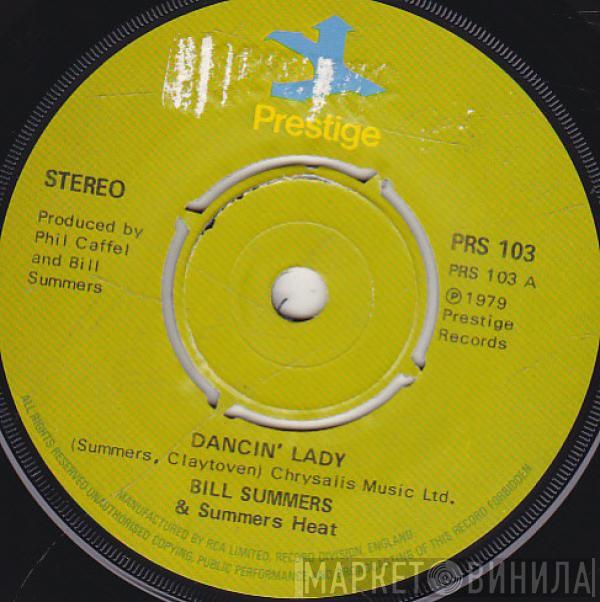 Prestige
STEREO
Produced by
Phil Caffel
and Bill
Summers
PRS 103
PRS 103 A
℗1979
Prestige
Records
DANCIN' LADY
(Summers, Claytoven) Chrysalis Music Ltd.
BILL SUMMERS
& Summers Heat
MANUFACTURED BY RCA LIMITED, RECORD DIVISION, ENGLAND.
ALL RIGHTS RESERVED UNAUTHORISED COPYING, PUBLIC PERFORMANCE OF THIS RECORD FORBIDDEN
МАРКЕТ ВИНИЛА